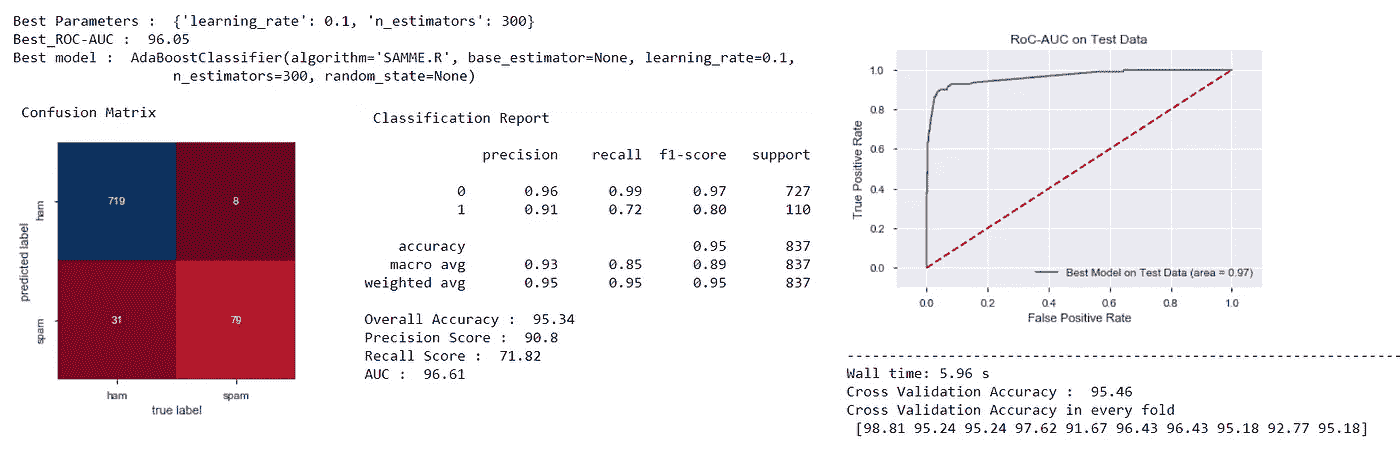 Best Parameters :  {'learning_rate': 0.1, 'n_estimators': 300}
Best_ROC-AUC :  96.05
Best model :  AdaBoostClassifier(algorithm='SAMME.R', base_estimator=None, learning_rate=0.1,
n_estimators=300, random_state=None)
Confusion Matrix
719 8
31 79
ham
spam
predicted label
ham spam
true label
Classification Report
precision recall f1-score support
0 0.96 0.99 0.97 727
1 0.91 0.72 0.80 110
accuracy 0.95 837
macro avg 0.93 0.85 0.89 837
weighted avg 0.95 0.95 0.95 837
Overall Accuracy :  95.34
Precision Score :  90.8
Recall Score :  71.82
AUC :  96.61
RoC-AUC on Test Data
1.0
0.8
0.6
0.4
0.2
0.0
True Positive Rate
Best Model on Test Data (area = 0.97)
0.0 0.2 0.4 0.6 0.8 1.0
False Positive Rate
Wall time: 5.96 s
Cross Validation Accuracy :  95.46
Cross Validation Accuracy in every fold
[98.81 95.24 95.24 97.62 91.67 96.43 96.43 95.18 92.77 95.18]